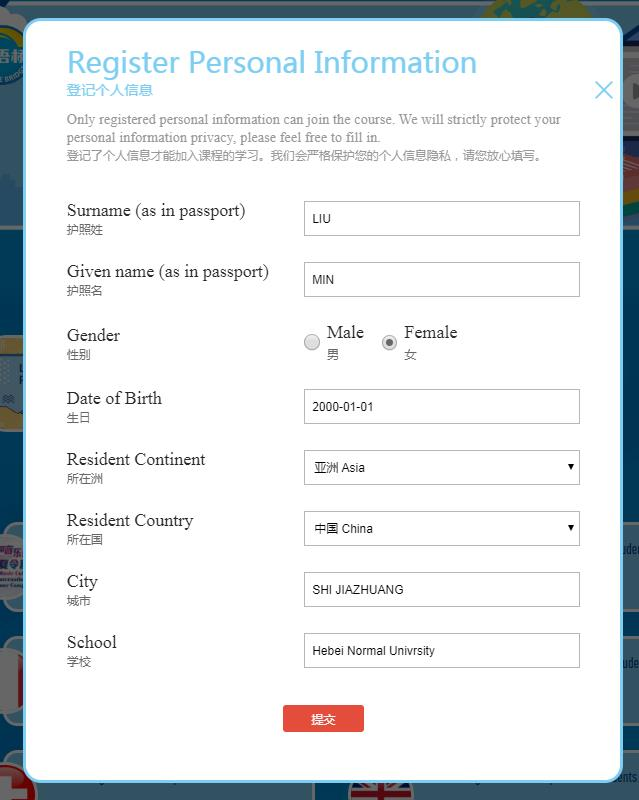 Register Personal Information
登记个人信息
Only registered personal information can join the course. We will strictly protect your
personal information privacy, please feel free to fill in.
登记了个人信息才能加入课程的学习。我们会严格保护您的个人信息隐私，请您放心填写。
Surname (as in passport)
护照姓
LIU
Given name (as in passport)
护照名
MIN
Gender
性别
Male
男
Female
女
Date of Birth
生日
2000-01-01
Resident Continent
所在洲
亚洲 Asia
Resident Country
所在国
中国 China
City
城市
SHI JIAZHUANG
School
学校
Hebei Normal Univrsity
提交